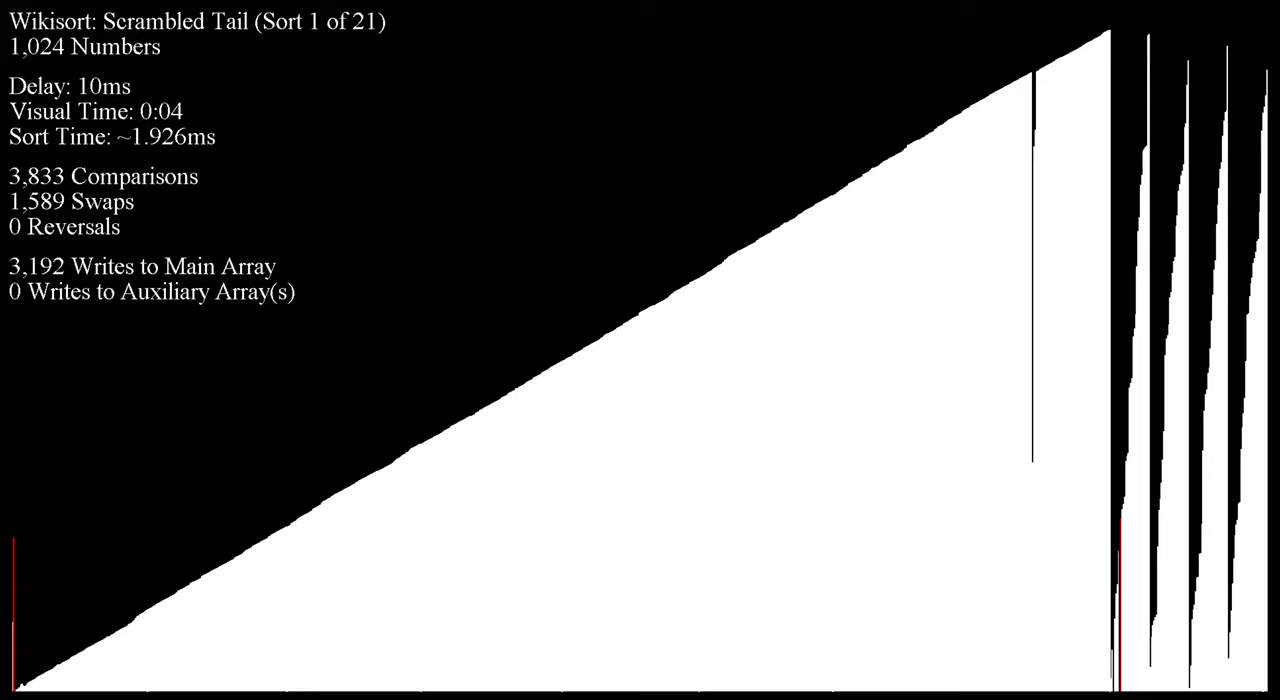 Wikisort: Scrambled Tail (Sort 1 of 21)
1,024 Numbers
Delay: 10ms
Visual Time: 0:04
Sort Time: ~1.926ms
3,833 Comparisons
1,589 Swaps
0 Reversals
3,192 Writes to Main Array
0 Writes to Auxiliary Array(s)